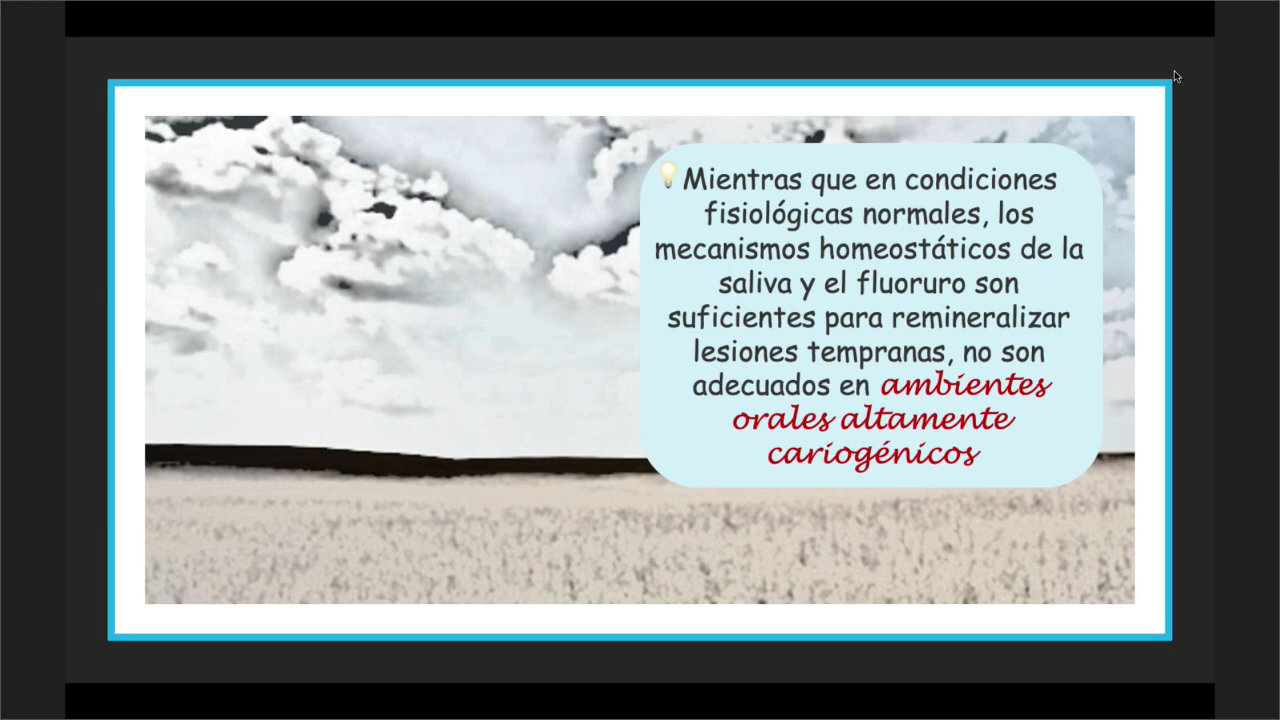 Mientras que en condiciones
fisiológicas normales, los
mecanismos homeostáticos de la
saliva y el fluoruro son
suficientes para remineralizar
lesiones tempranas, no son
adecuados en ambientes
orales altamente
cariogénicos